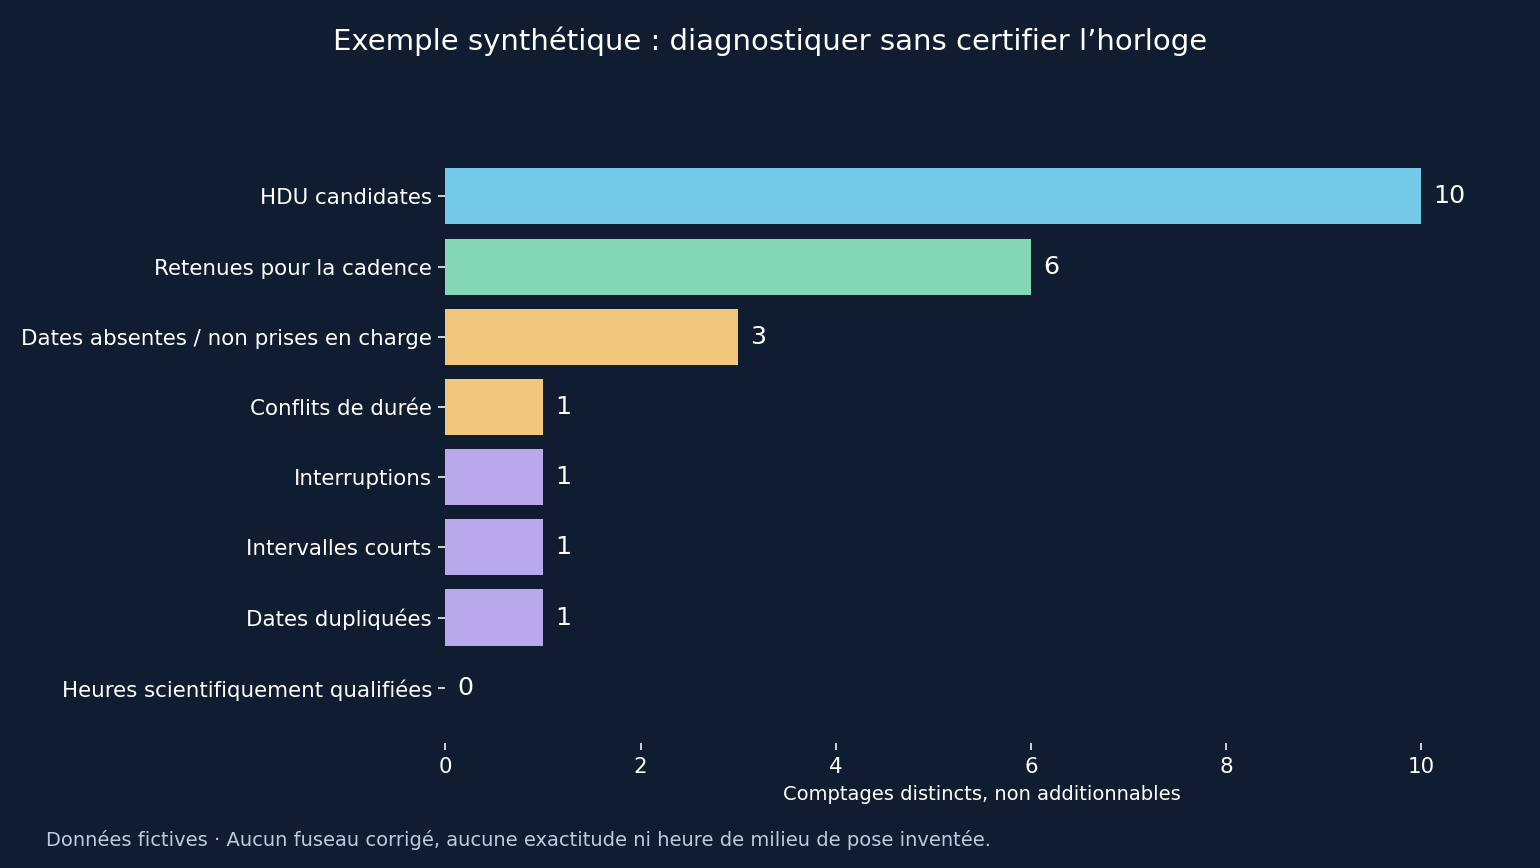 Exemple synthétique : diagnostiquer sans certifier l’horloge
HDU candidates
10
Retenues pour la cadence
6
Dates absentes / non prises en charge
3
Conflits de durée
1
Interruptions
1
Intervalles courts
1
Dates dupliquées
1
Heures scientifiquement qualifiées
0
0 2 4 6 8 10
Comptages distincts, non additionnables
Données fictives · Aucun fuseau corrigé, aucune exactitude ni heure de milieu de pose inventée.